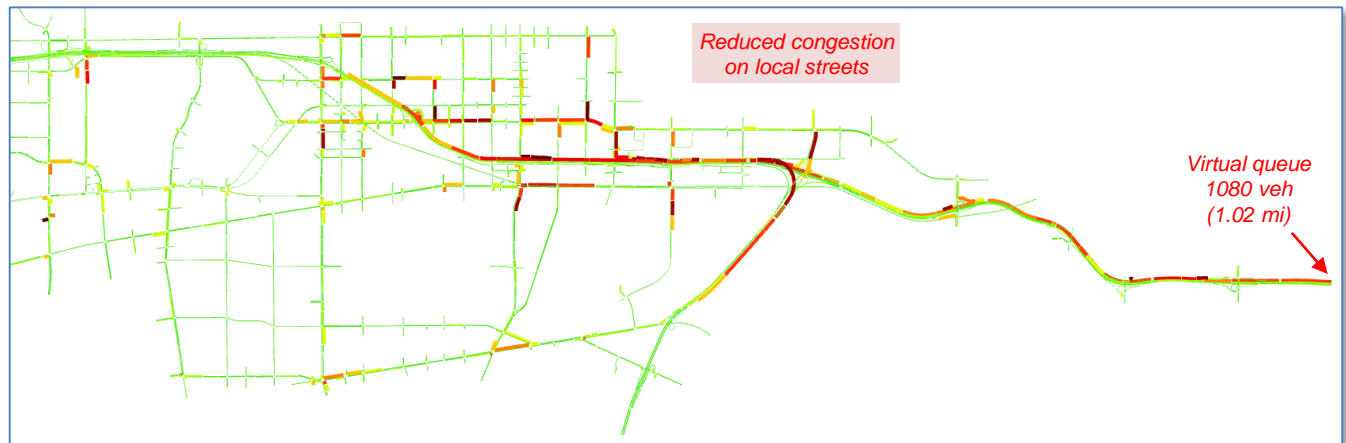 Reduced congestion
on local streets
Virtual queue
1080 veh
(1.02 mi)